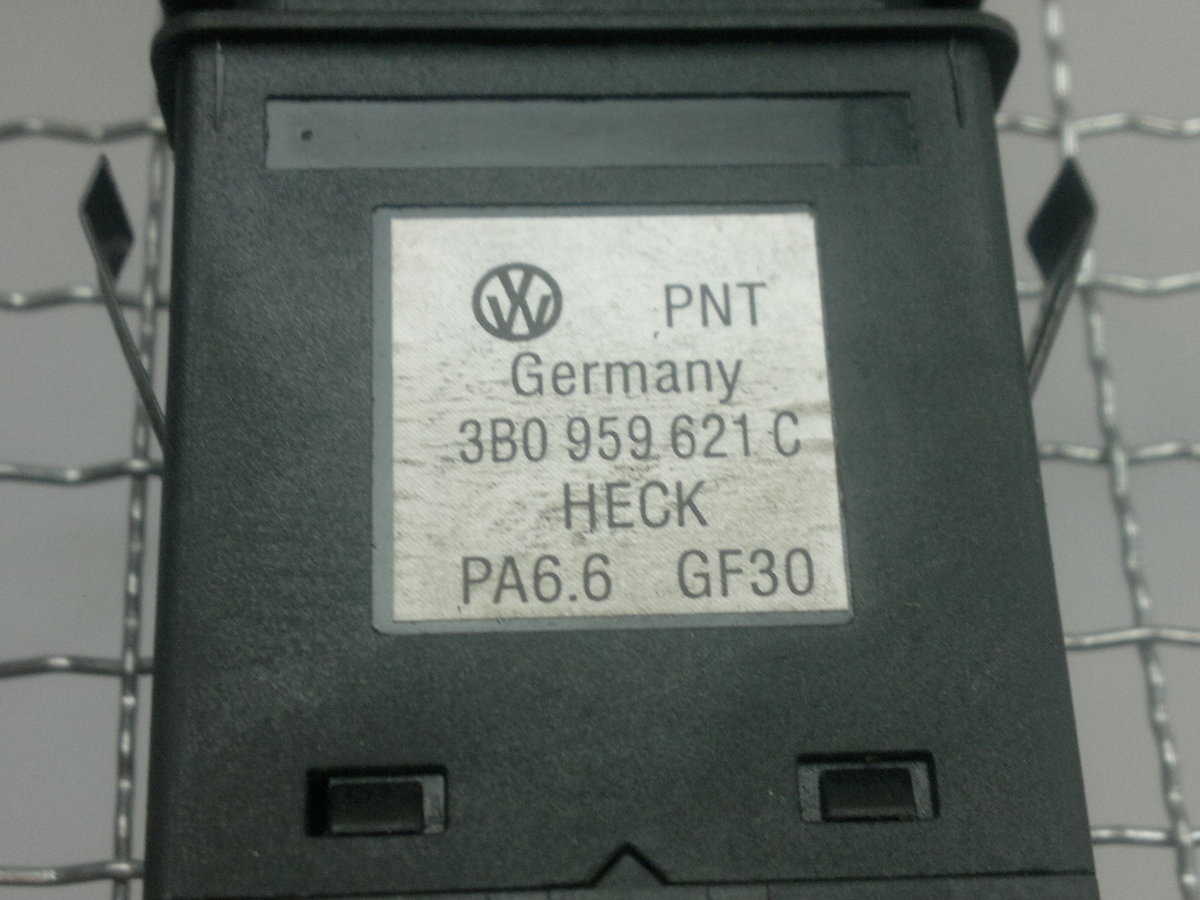 PNT
Germany
3B0 959 621 C
HECK
PA6.6 GF30